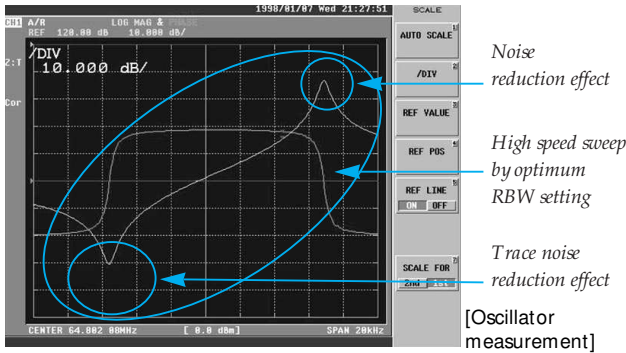 1998/01/07 Wed 21:27:51
CH1 A/R LOG MAG & PHASE
REF 120.00 dB 10.000 dB/
/DIV
10.000 dB/
Z:T
Cor
CENTER 64.802 08MHz [ 0.0 dBm] SPAN 20kHz
SCALE
AUTO SCALE
/DIV
REF VALUE
REF POS
REF LINE
ON OFF
SCALE FOR
2nd 1st
Noise
reduction effect
High speed sweep
by optimum
RBW setting
Trace noise
reduction effect
[Oscillator
measurement]